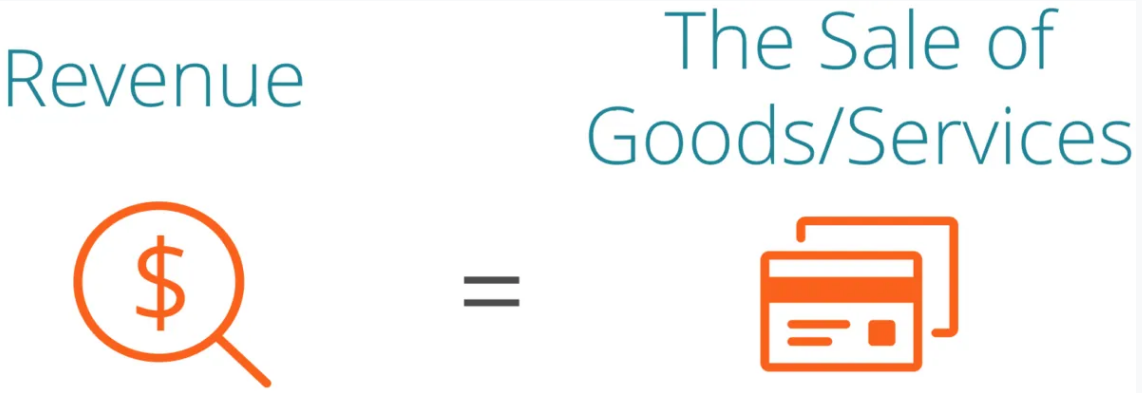 Revenue
The Sale of
Goods/Services
$
=